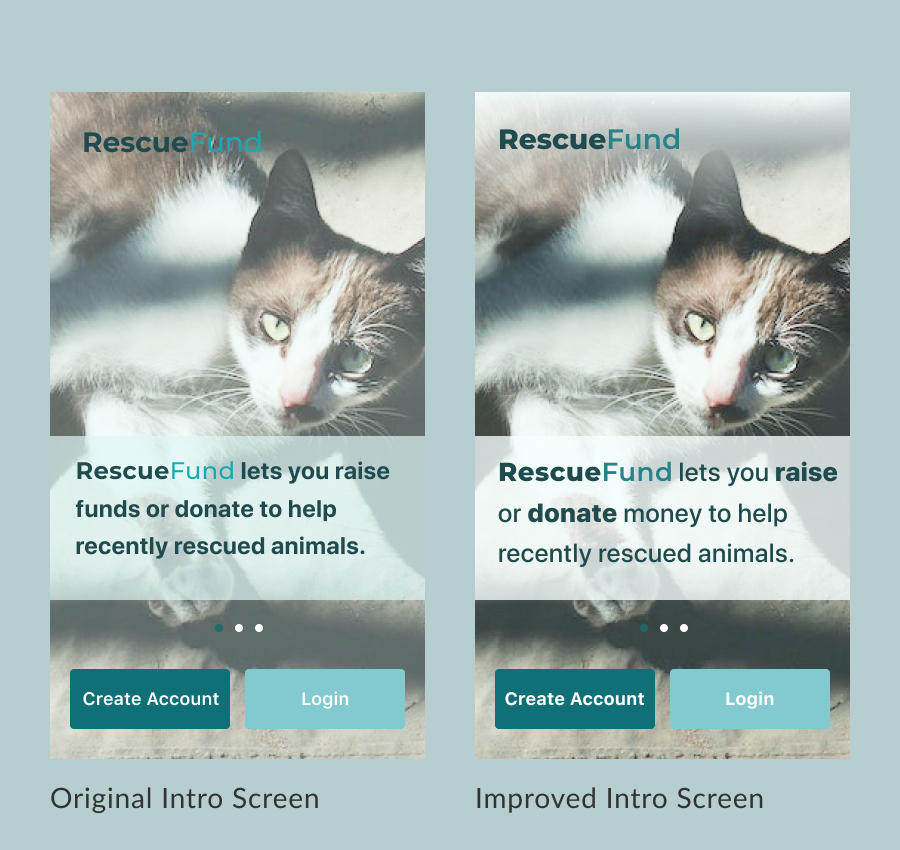 RescueFund
RescueFund lets you raise
funds or donate to help
recently rescued animals.
Create Account
Login
Original Intro Screen
RescueFund
RescueFund lets you raise
or donate money to help
recently rescued animals.
Create Account
Login
Improved Intro Screen